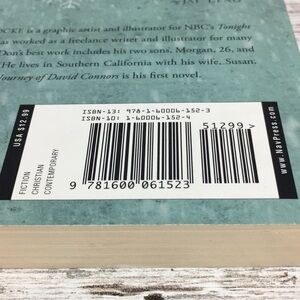 OCKE is a graphic artist and illustrator for NBC's Tonight
as worked as a freelance writer and illustrator for many
Don's best work includes his two sons, Morgan, 26, and
He lives in Southern California with his wife, Susan.
Journey of David Connors is his first novel.
USA $12.99
FICTION
CHRISTIAN
CONTEMPORARY
ISBN-13: 978-1-60006-152-3
ISBN-10: 1-60006-152-4
51299>
9 781600 061523
www.NavPress.com